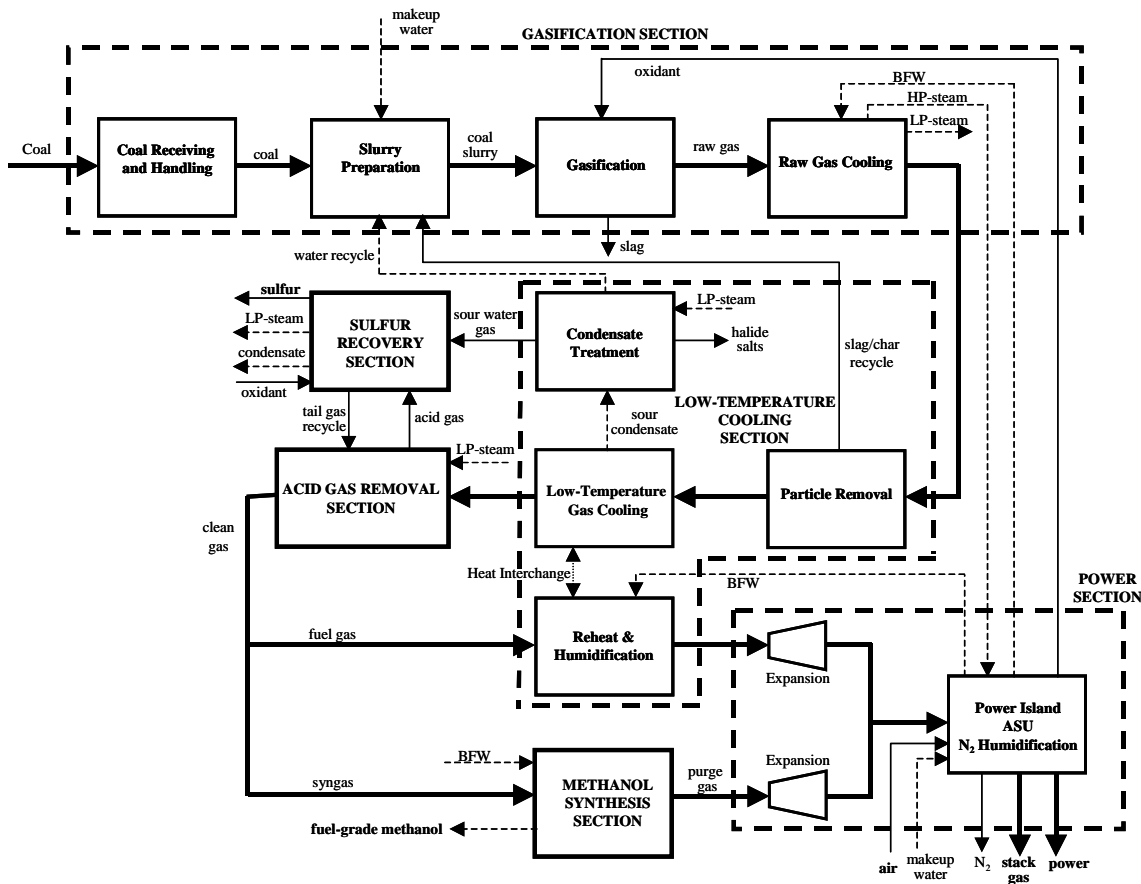 makeup
water
GASIFICATION SECTION
oxidant
BFW
HP-steam
LP-steam
Coal
Coal Receiving
and Handling
coal
Slurry
Preparation
coal
slurry
Gasification
raw gas
Raw Gas Cooling
water recycle
slag
sulfur
LP-steam
condensate
oxidant
SULFUR
RECOVERY
SECTION
sour water
gas
Condensate
Treatment
LP-steam
halide
salts
slag/char
recycle
tail gas
recycle
acid gas
sour
condensate
LOW-TEMPERATURE
COOLING
SECTION
LP-steam
ACID GAS REMOVAL
SECTION
Low-Temperature
Gas Cooling
Particle Removal
clean
gas
Heat Interchange
BFW
POWER
SECTION
fuel gas
Reheat &
Humidification
Expansion
Power Island
ASU
N2 Humidification
BFW
syngas
METHANOL
SYNTHESIS
SECTION
purge
gas
Expansion
fuel-grade methanol
air
makeup
water
N2
stack
gas
power